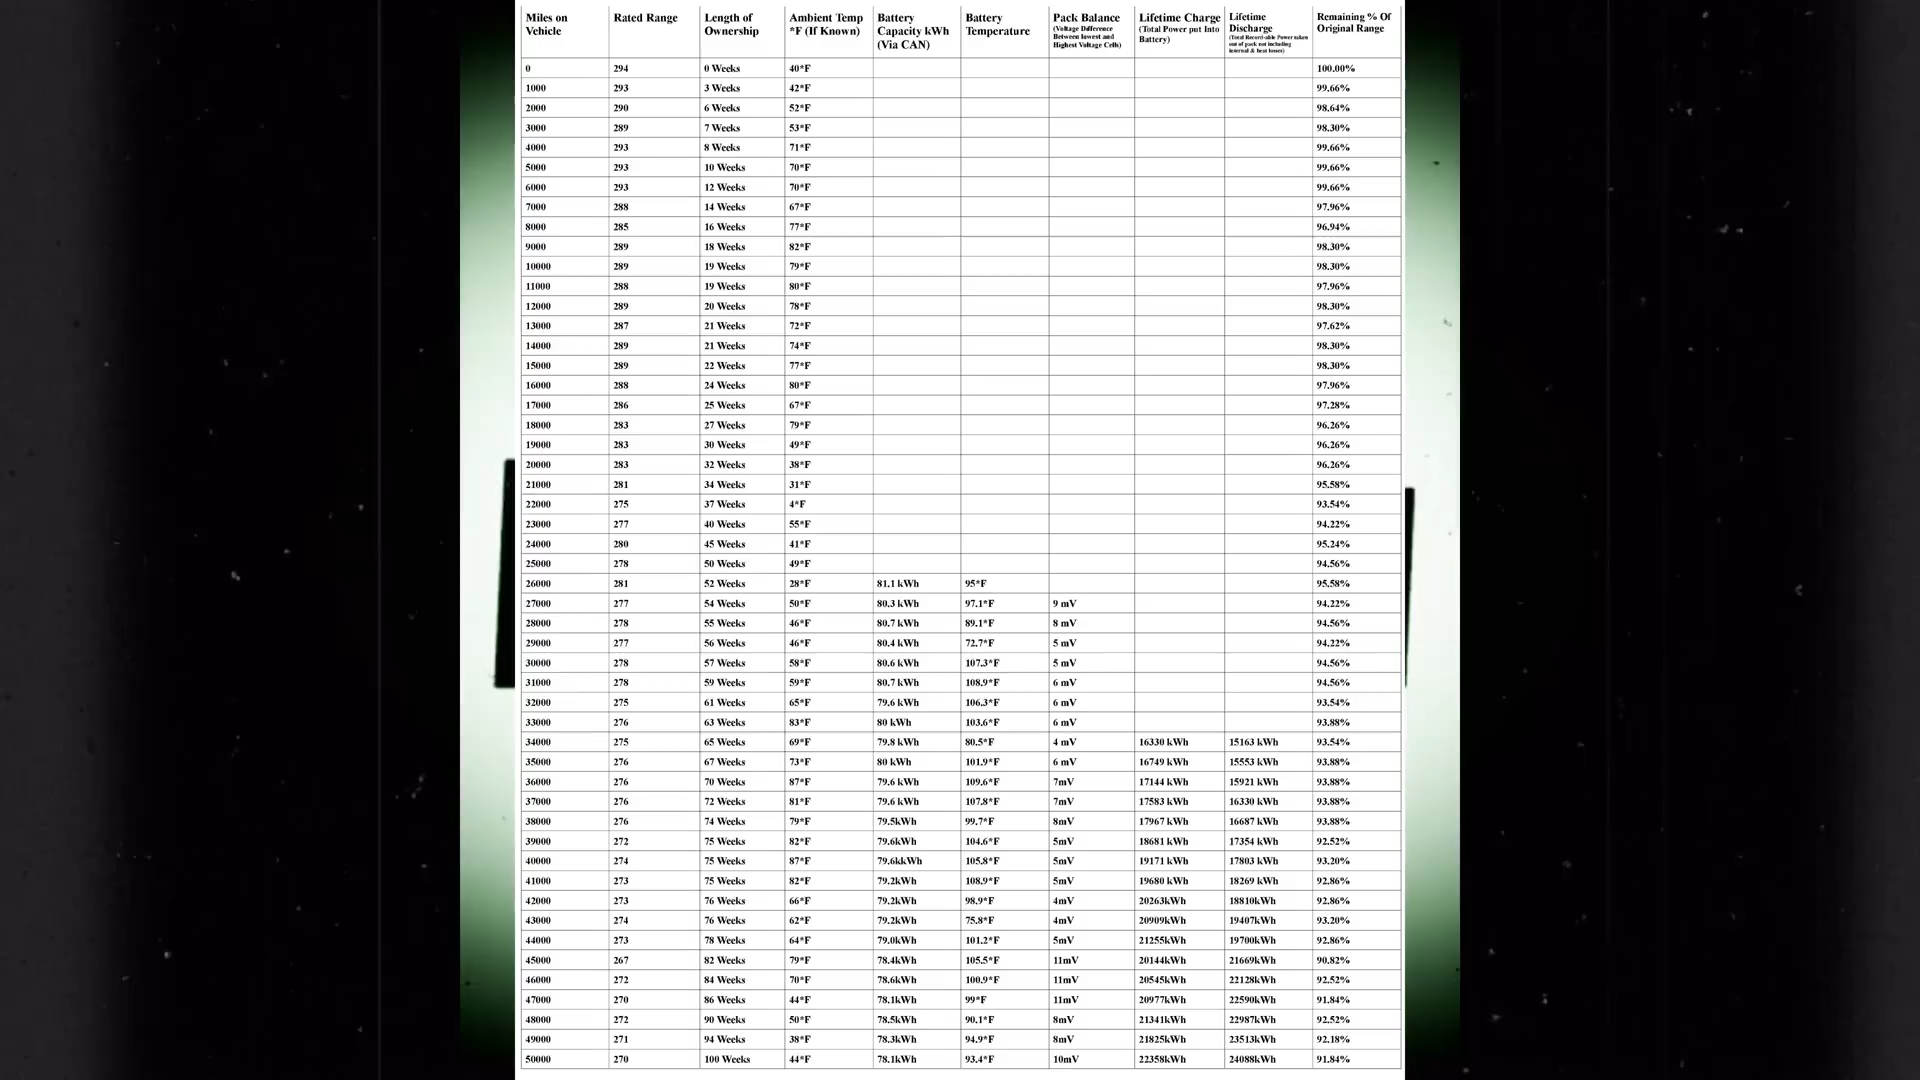 Miles on Vehicle Rated Range Length of Ownership Ambient Temp *F (If Known) Battery Capacity kWh (Via CAN) Battery Temperature Pack Balance (Voltage Difference Between lowest and Highest Voltage Cells) Lifetime Charge (Total Power put Into Battery) Lifetime Discharge (Total Record-able Power taken out of pack not including internal & heat losses) Remaining % Of Original Range
0 294 0 Weeks 40*F 100.00%
1000 293 3 Weeks 42*F 99.66%
2000 290 6 Weeks 52*F 98.64%
3000 289 7 Weeks 53*F 98.30%
4000 293 8 Weeks 71*F 99.66%
5000 293 10 Weeks 70*F 99.66%
6000 293 12 Weeks 70*F 99.66%
7000 288 14 Weeks 67*F 97.96%
8000 285 16 Weeks 77*F 96.94%
9000 289 18 Weeks 82*F 98.30%
10000 289 19 Weeks 79*F 98.30%
11000 288 19 Weeks 80*F 97.96%
12000 289 20 Weeks 78*F 98.30%
13000 287 21 Weeks 72*F 97.62%
14000 289 21 Weeks 74*F 98.30%
15000 289 22 Weeks 77*F 98.30%
16000 288 24 Weeks 80*F 97.96%
17000 286 25 Weeks 67*F 97.28%
18000 283 27 Weeks 79*F 96.26%
19000 283 30 Weeks 49*F 96.26%
20000 283 32 Weeks 38*F 96.26%
21000 281 34 Weeks 31*F 95.58%
22000 275 37 Weeks 4*F 93.54%
23000 277 40 Weeks 55*F 94.22%
24000 280 45 Weeks 41*F 95.24%
25000 278 50 Weeks 49*F 94.56%
26000 281 52 Weeks 28*F 81.1 kWh 95*F 95.58%
27000 277 54 Weeks 50*F 80.3 kWh 97.1*F 9 mV 94.22%
28000 278 55 Weeks 46*F 80.7 kWh 89.1*F 8 mV 94.56%
29000 277 56 Weeks 46*F 80.4 kWh 72.7*F 5 mV 94.22%
30000 278 57 Weeks 58*F 80.6 kWh 107.3*F 5 mV 94.56%
31000 278 59 Weeks 59*F 80.7 kWh 108.9*F 6 mV 94.56%
32000 275 61 Weeks 65*F 79.6 kWh 106.3*F 6 mV 93.54%
33000 276 63 Weeks 83*F 80 kWh 103.6*F 6 mV 93.88%
34000 275 65 Weeks 69*F 79.8 kWh 80.5*F 4 mV 16330 kWh 15163 kWh 93.54%
35000 276 67 Weeks 73*F 80 kWh 101.9*F 6 mV 16749 kWh 15553 kWh 93.88%
36000 276 70 Weeks 87*F 79.6 kWh 109.6*F 7mV 17144 kWh 15921 kWh 93.88%
37000 276 72 Weeks 81*F 79.6 kWh 107.8*F 7mV 17583 kWh 16330 kWh 93.88%
38000 276 74 Weeks 79*F 79.5kWh 99.7*F 8mV 17967 kWh 16687 kWh 93.88%
39000 272 75 Weeks 82*F 79.6kWh 104.6*F 5mV 18681 kWh 17354 kWh 92.52%
40000 274 75 Weeks 87*F 79.6kkWh 105.8*F 5mV 19171 kWh 17803 kWh 93.20%
41000 273 75 Weeks 82*F 79.2kWh 108.9*F 5mV 19680 kWh 18269 kWh 92.86%
42000 273 76 Weeks 66*F 79.2kWh 98.9*F 4mV 20263kWh 18810kWh 92.86%
43000 274 76 Weeks 62*F 79.2kWh 75.8*F 4mV 20909kWh 19407kWh 93.20%
44000 273 78 Weeks 64*F 79.0kWh 101.2*F 5mV 21255kWh 19700kWh 92.86%
45000 267 82 Weeks 79*F 78.4kWh 105.5*F 11mV 20144kWh 21669kWh 90.82%
46000 272 84 Weeks 70*F 78.6kWh 100.9*F 11mV 20545kWh 22128kWh 92.52%
47000 270 86 Weeks 44*F 78.1kWh 99*F 11mV 20977kWh 22590kWh 91.84%
48000 272 90 Weeks 50*F 78.5kWh 90.1*F 8mV 21341kWh 22987kWh 92.52%
49000 271 94 Weeks 38*F 78.3kWh 94.9*F 8mV 21825kWh 23513kWh 92.18%
50000 270 100 Weeks 44*F 78.1kWh 93.4*F 10mV 22358kWh 24088kWh 91.84%